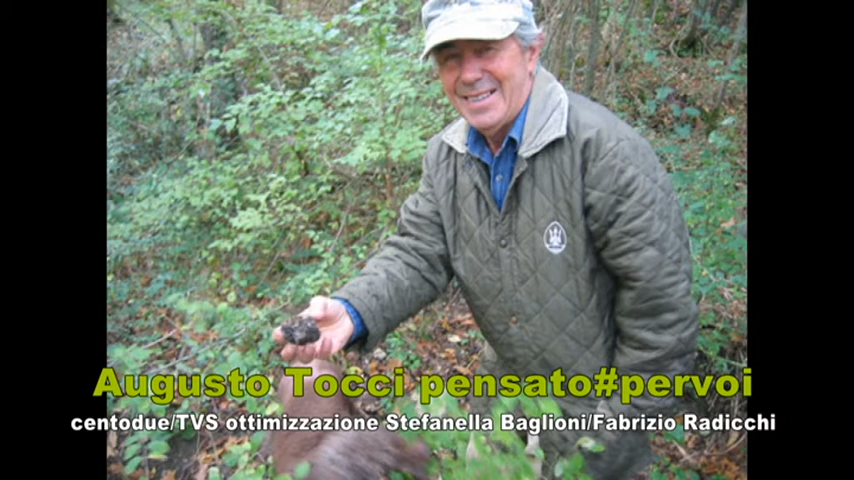 Augusto Tocci pensato#pervoi
centodue/TVS ottimizzazione Stefanella Baglioni/Fabrizio Radicchi